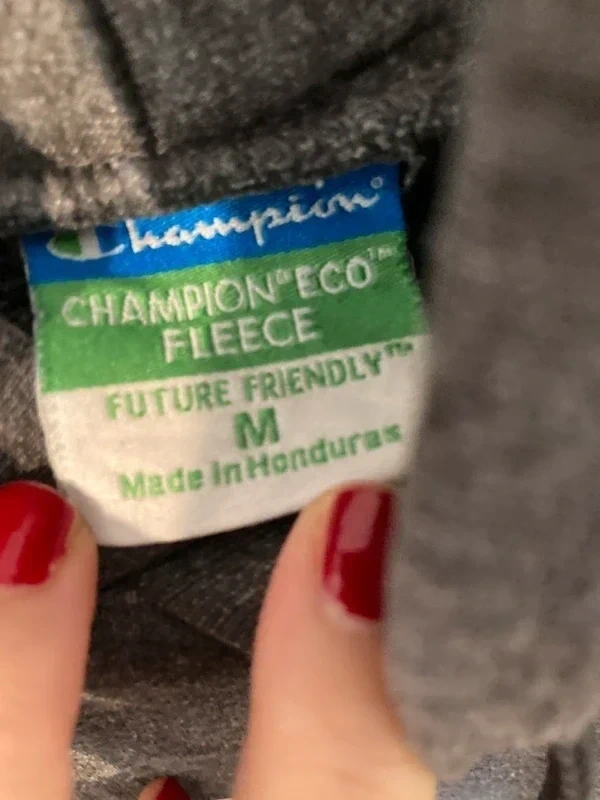 Champion®
CHAMPION® ECO™
FLEECE
FUTURE FRIENDLY™
M
Made in Honduras